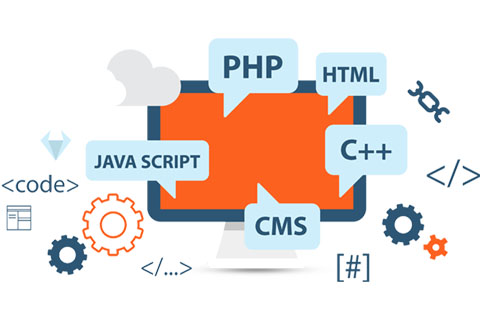 PHP
HTML
JAVA SCRIPT
C++
<code>
</>
CMS
</...>
[#]